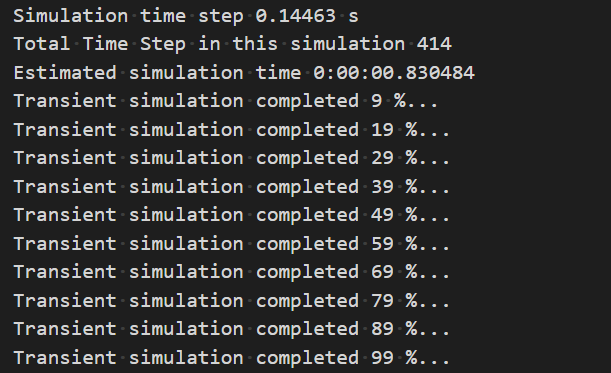 Simulation time step 0.14463 s
Total Time Step in this simulation 414
Estimated simulation time 0:00:00.830484
Transient simulation completed 9 %...
Transient simulation completed 19 %...
Transient simulation completed 29 %...
Transient simulation completed 39 %...
Transient simulation completed 49 %...
Transient simulation completed 59 %...
Transient simulation completed 69 %...
Transient simulation completed 79 %...
Transient simulation completed 89 %...
Transient simulation completed 99 %...